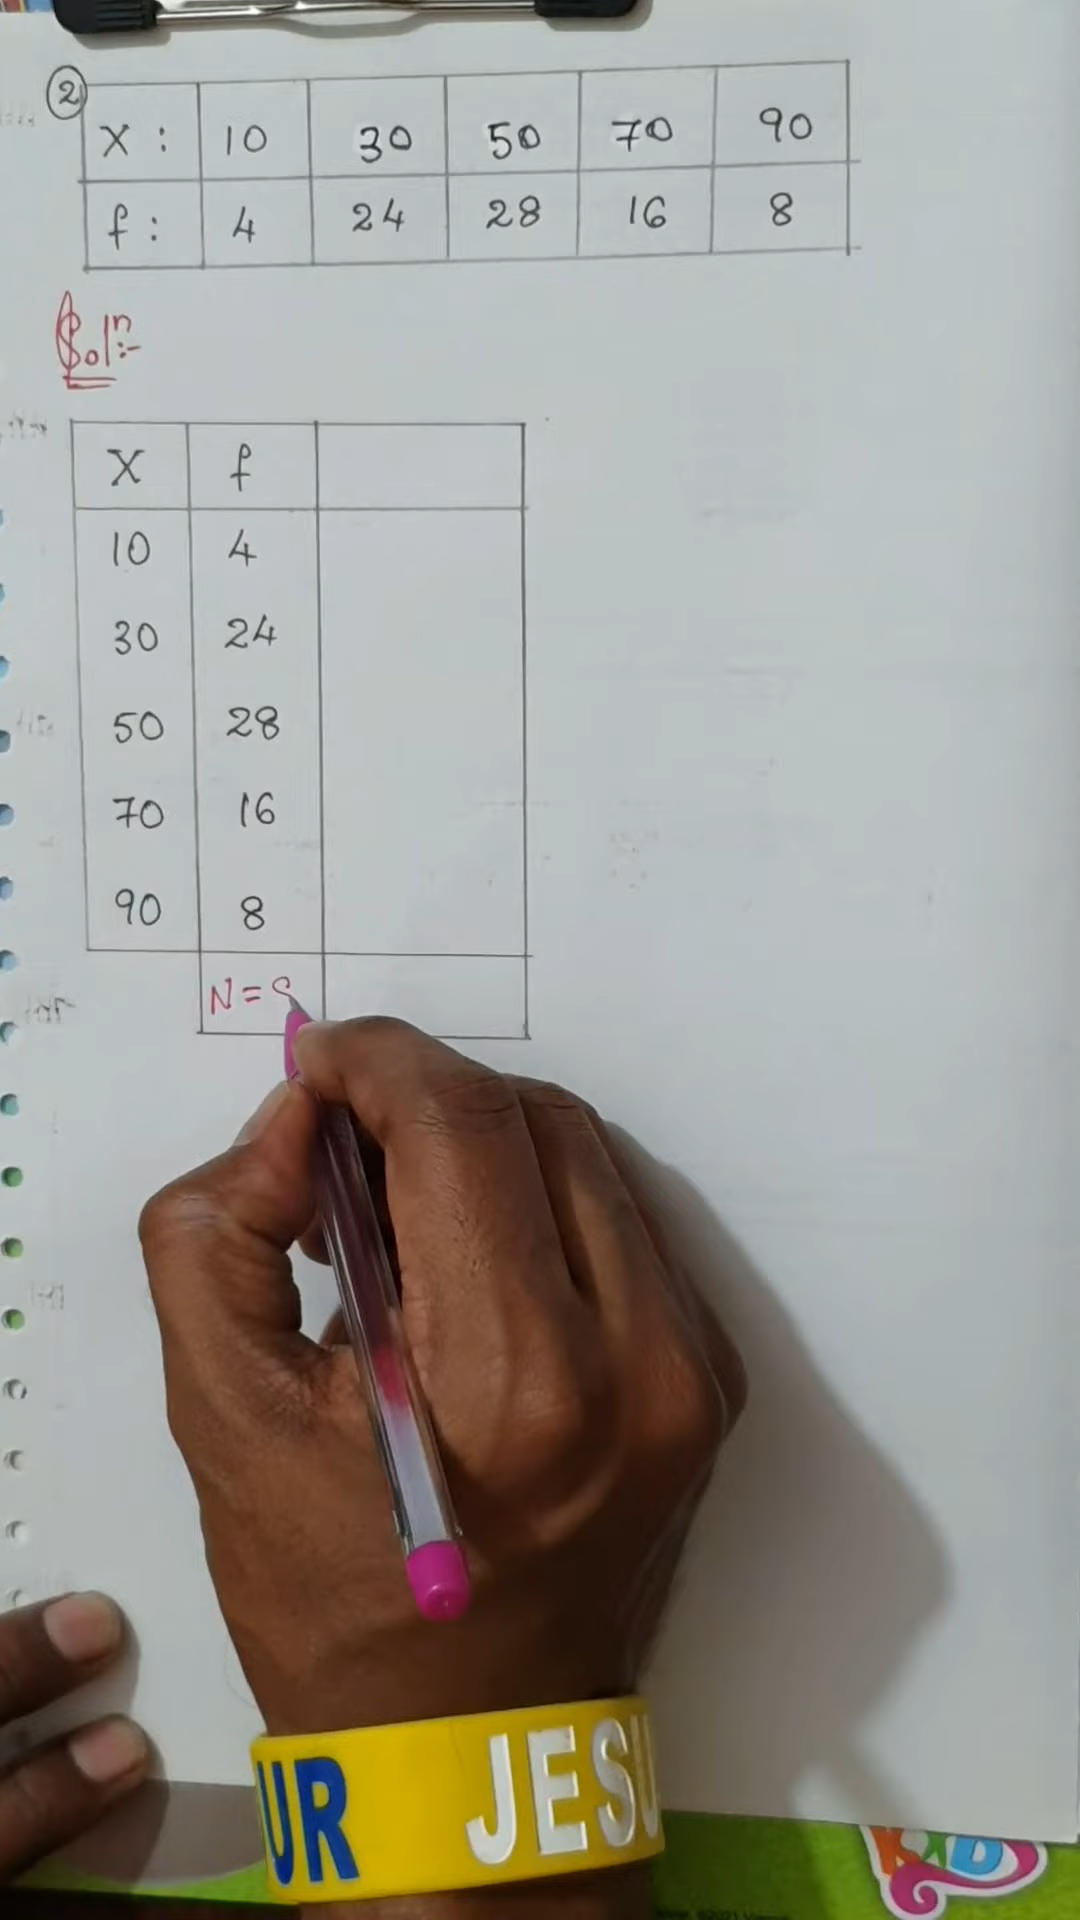 2
X : 10 30 50 70 90
f : 4 24 28 16 8
Soln:-
X f
10 4
30 24
50 28
70 16
90 8
N =
UR JESU